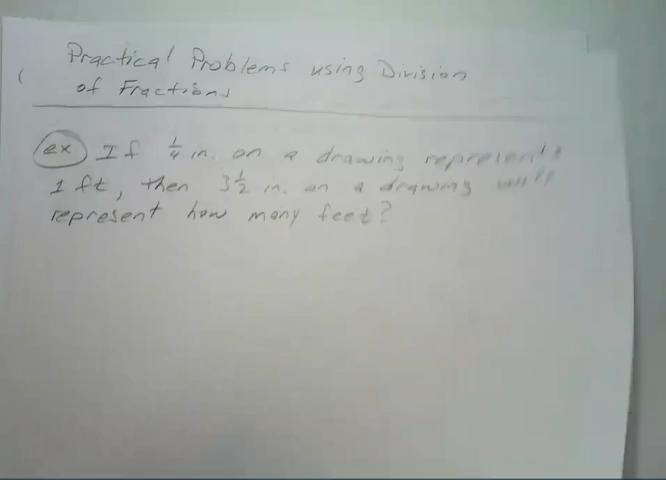 Practical Problems using Division
of Fractions
ex If 1/4 in. on a drawing represents
1 ft, then 3 1/2 in. on a drawing will
represent how many feet?